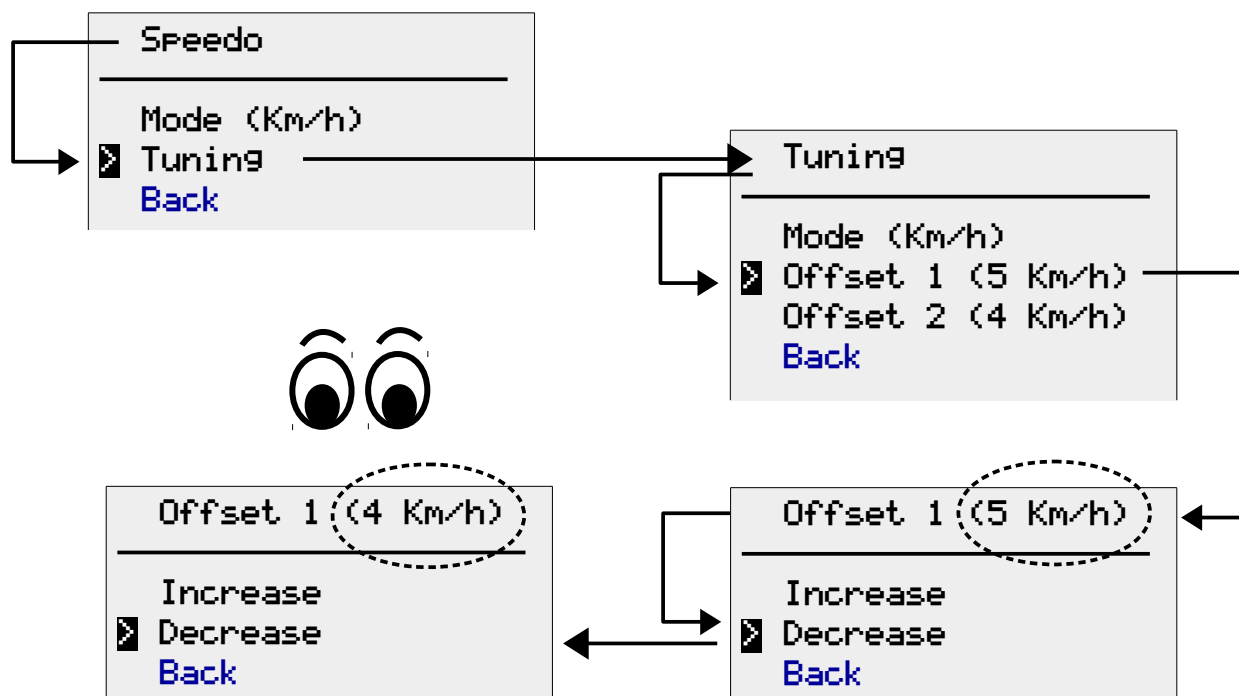 Speedo
Mode (Km/h)
> Tuning
Back
Tuning
Mode (Km/h)
> Offset 1 (5 Km/h)
Offset 2 (4 Km/h)
Back
Offset 1 (4 Km/h)
Increase
> Decrease
Back
Offset 1 (5 Km/h)
Increase
> Decrease
Back